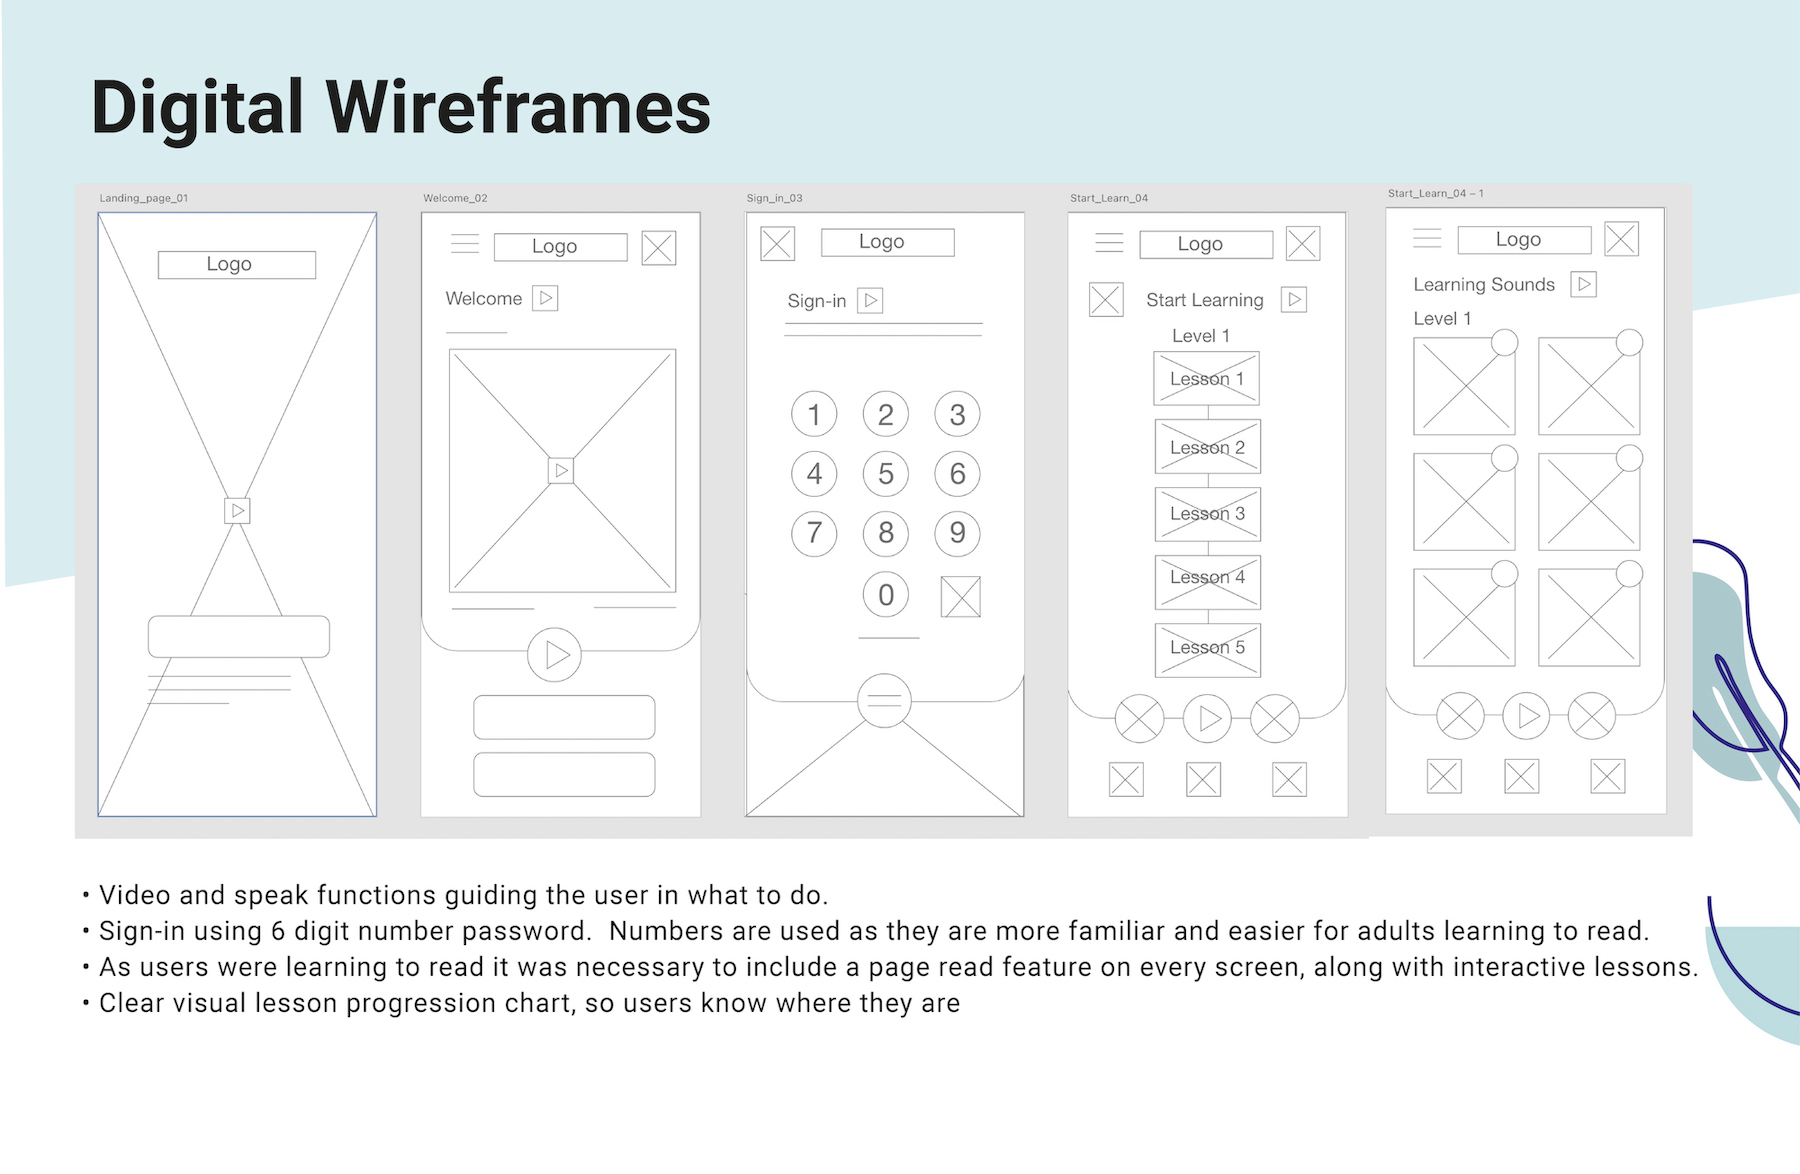 Digital Wireframes
Landing_page_01
Logo
Welcome_02
Logo
Welcome
Sign_in_03
Logo
Sign-in
1 2 3
4 5 6
7 8 9
0
Start_Learn_04
Logo
Start Learning
Level 1
Lesson 1
Lesson 2
Lesson 3
Lesson 4
Lesson 5
Start_Learn_04 – 1
Logo
Learning Sounds
Level 1
• Video and speak functions guiding the user in what to do.
• Sign-in using 6 digit number password.  Numbers are used as they are more familiar and easier for adults learning to read.
• As users were learning to read it was necessary to include a page read feature on every screen, along with interactive lessons.
• Clear visual lesson progression chart, so users know where they are